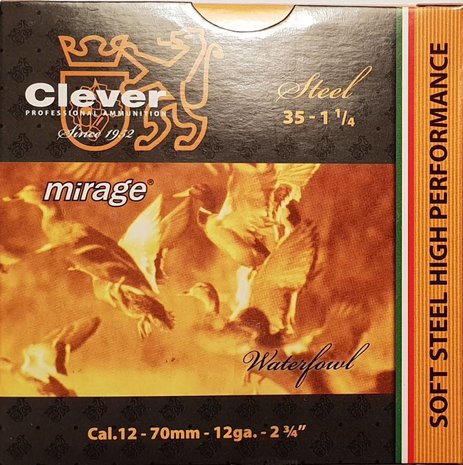 Clever
PROFESSIONAL AMMUNITION
Since 1952
Steel
35 - 1 1/4
mirage®
Waterfowl
Cal.12 - 70mm - 12ga. - 2 ¾"
SOFT STEEL HIGH PERFORMANCE